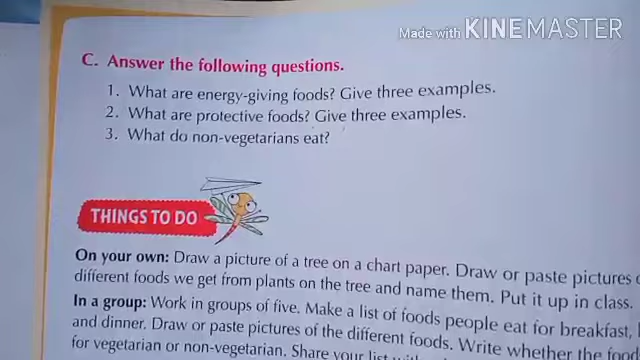 Made with KINEMASTER
C. Answer the following questions.
1. What are energy-giving foods? Give three examples.
2. What are protective foods? Give three examples.
3. What do non-vegetarians eat?
THINGS TO DO
On your own: Draw a picture of a tree on a chart paper. Draw or paste pictures
different foods we get from plants on the tree and name them. Put it up in class.
In a group: Work in groups of five. Make a list of foods people eat for breakfast,
and dinner. Draw or paste pictures of the different foods. Write whether the food
for vegetarian or non-vegetarian. Share your list